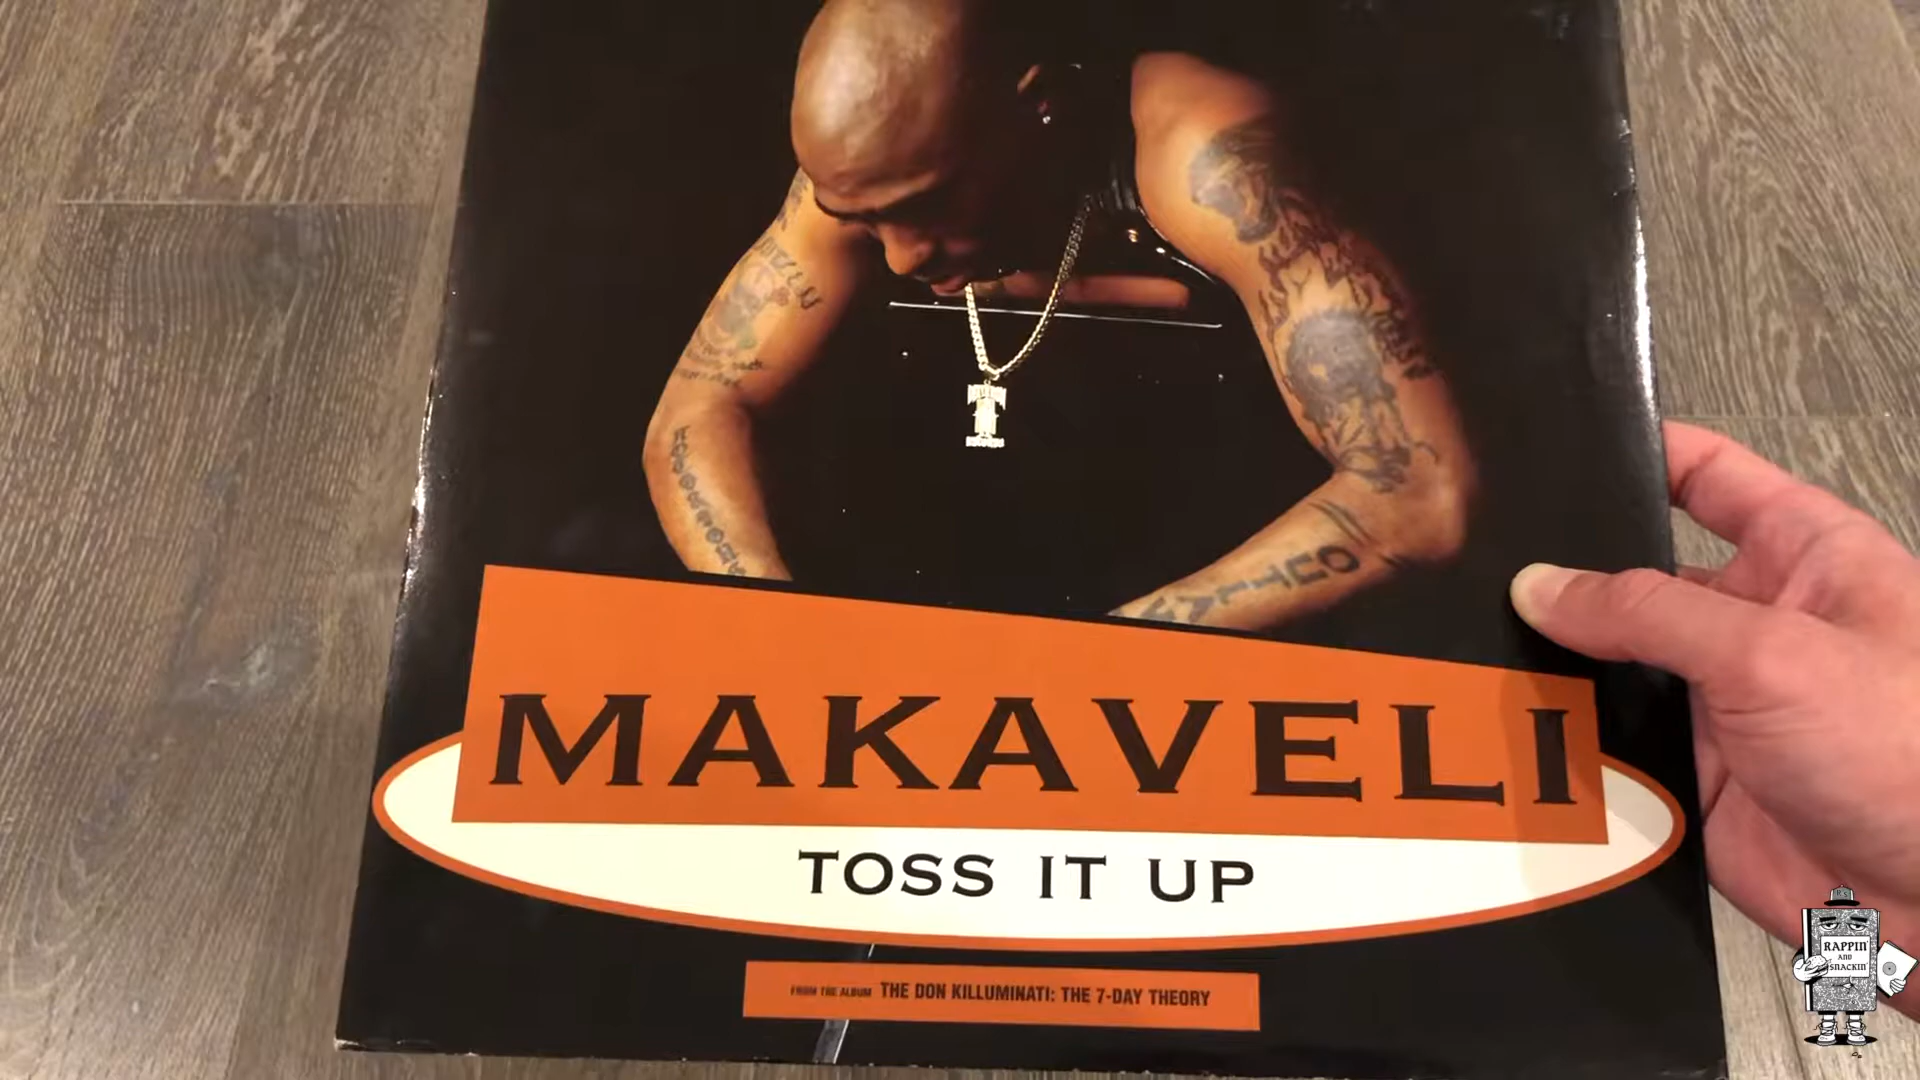 MAKAVELI
TOSS IT UP
FROM THE ALBUM THE DON KILLUMINATI: THE 7-DAY THEORY
RAPPIN'
AND
SNACKIN'